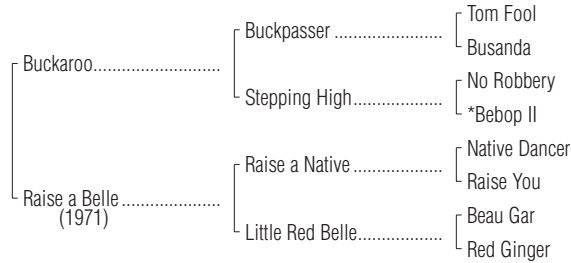 Tom Fool
Buckpasser ......................
Busanda
Buckaroo..........................
No Robbery
Stepping High..................
*Bebop II
Native Dancer
Raise a Native ..................
Raise You
Raise a Belle ....................
(1971)
Beau Gar
Little Red Belle.................
Red Ginger